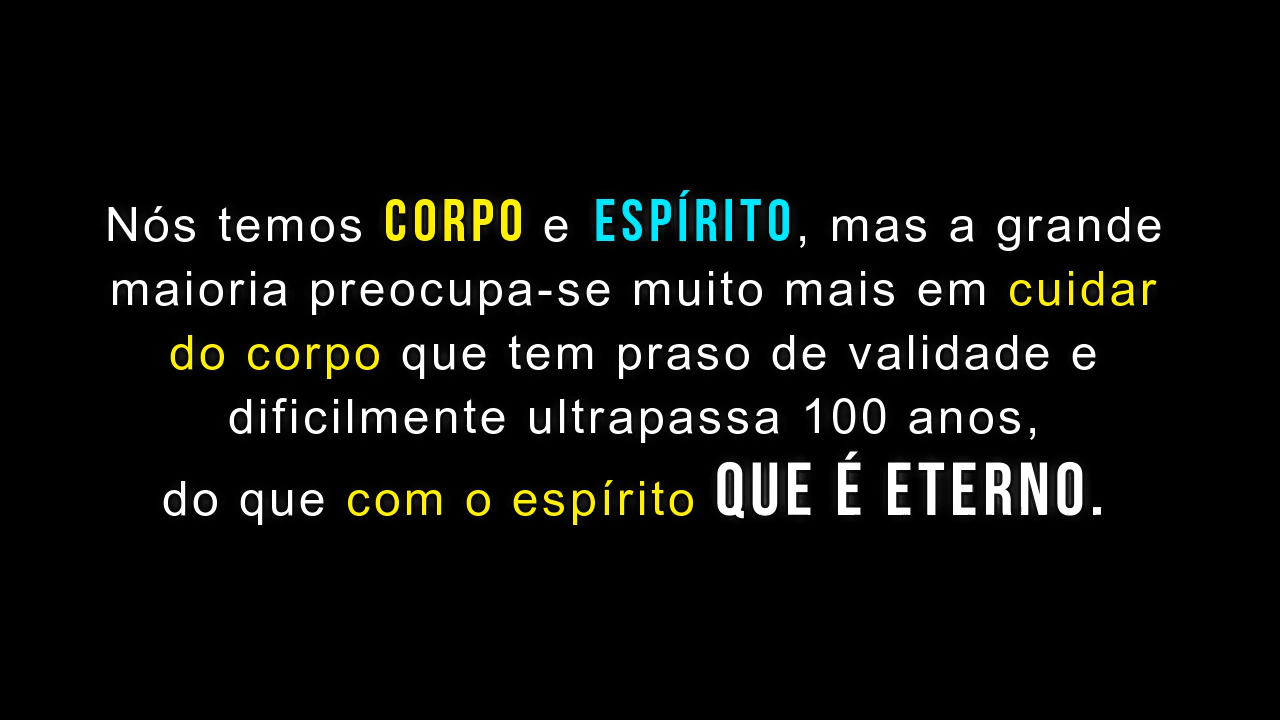 Nós temos CORPO e ESPÍRITO, mas a grande
maioria preocupa-se muito mais em cuidar
do corpo que tem praso de validade e
dificilmente ultrapassa 100 anos,
do que com o espírito QUE É ETERNO.